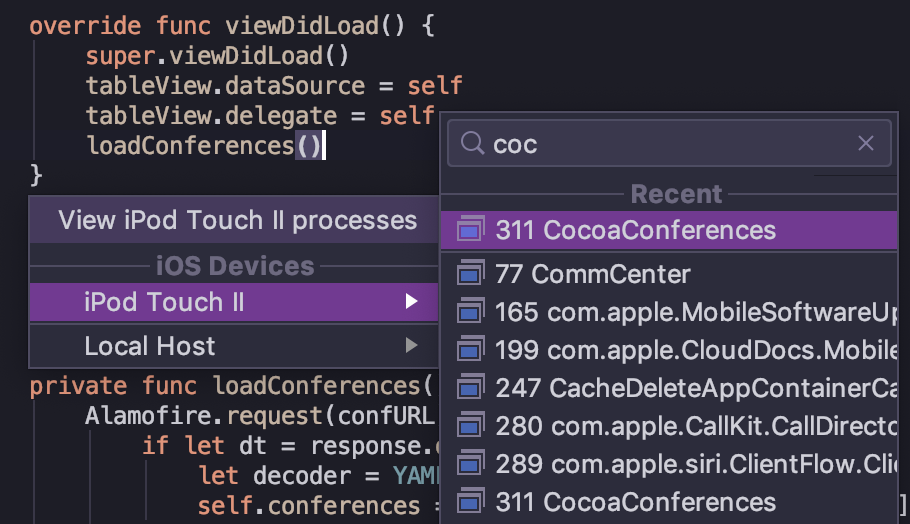 override func viewDidLoad() {
super.viewDidLoad()
tableView.dataSource = self
tableView.delegate = self
loadConferences()
}
View iPod Touch II processes
iOS Devices
iPod Touch II
Local Host
coc
Recent
311 CocoaConferences
77 CommCenter
165 com.apple.MobileSoftwareUp
199 com.apple.CloudDocs.Mobile
247 CacheDeleteAppContainerCa
280 com.apple.CallKit.CallDirecto
289 com.apple.siri.ClientFlow.Clie
311 CocoaConferences
private func loadConferences(
Alamofire.request(confURL
if let dt = response.
let decoder = YAML
self.conferences = ]